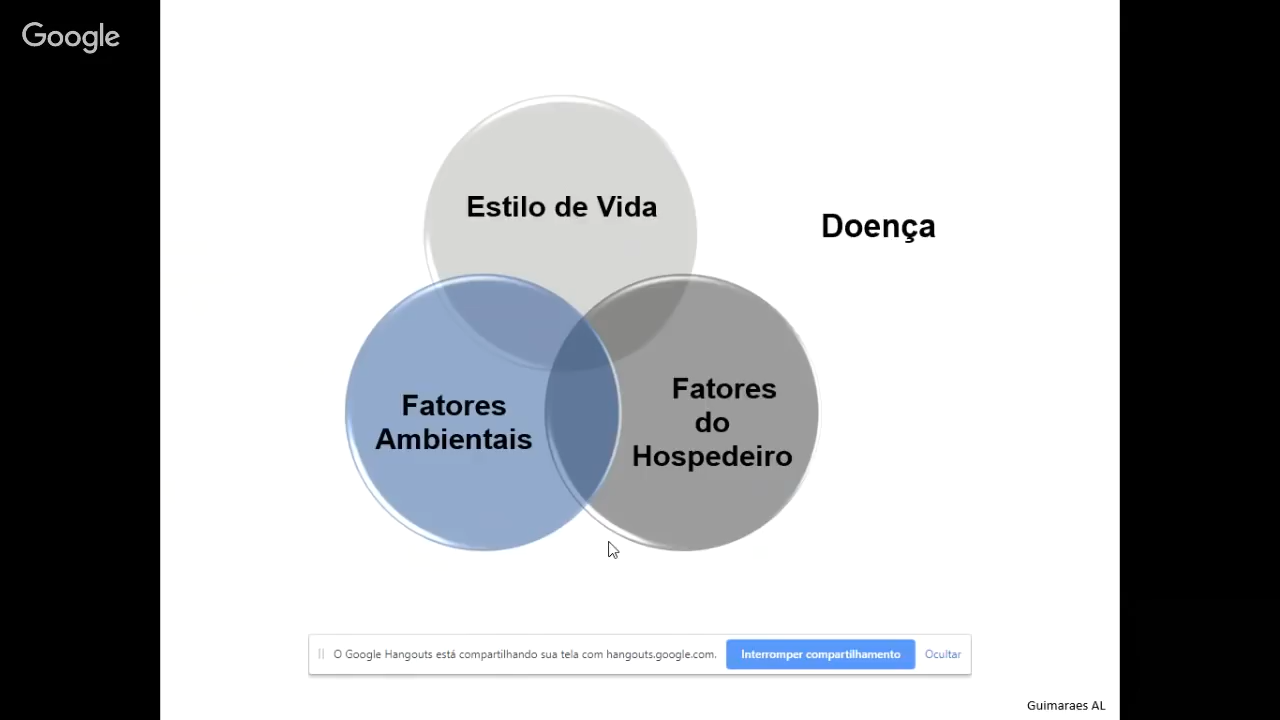 Google
Estilo de Vida
Doença
Fatores
Ambientais
Fatores
do
Hospedeiro
O Google Hangouts está compartilhando sua tela com hangouts.google.com.
Interromper compartilhamento
Ocultar
Guimaraes AL